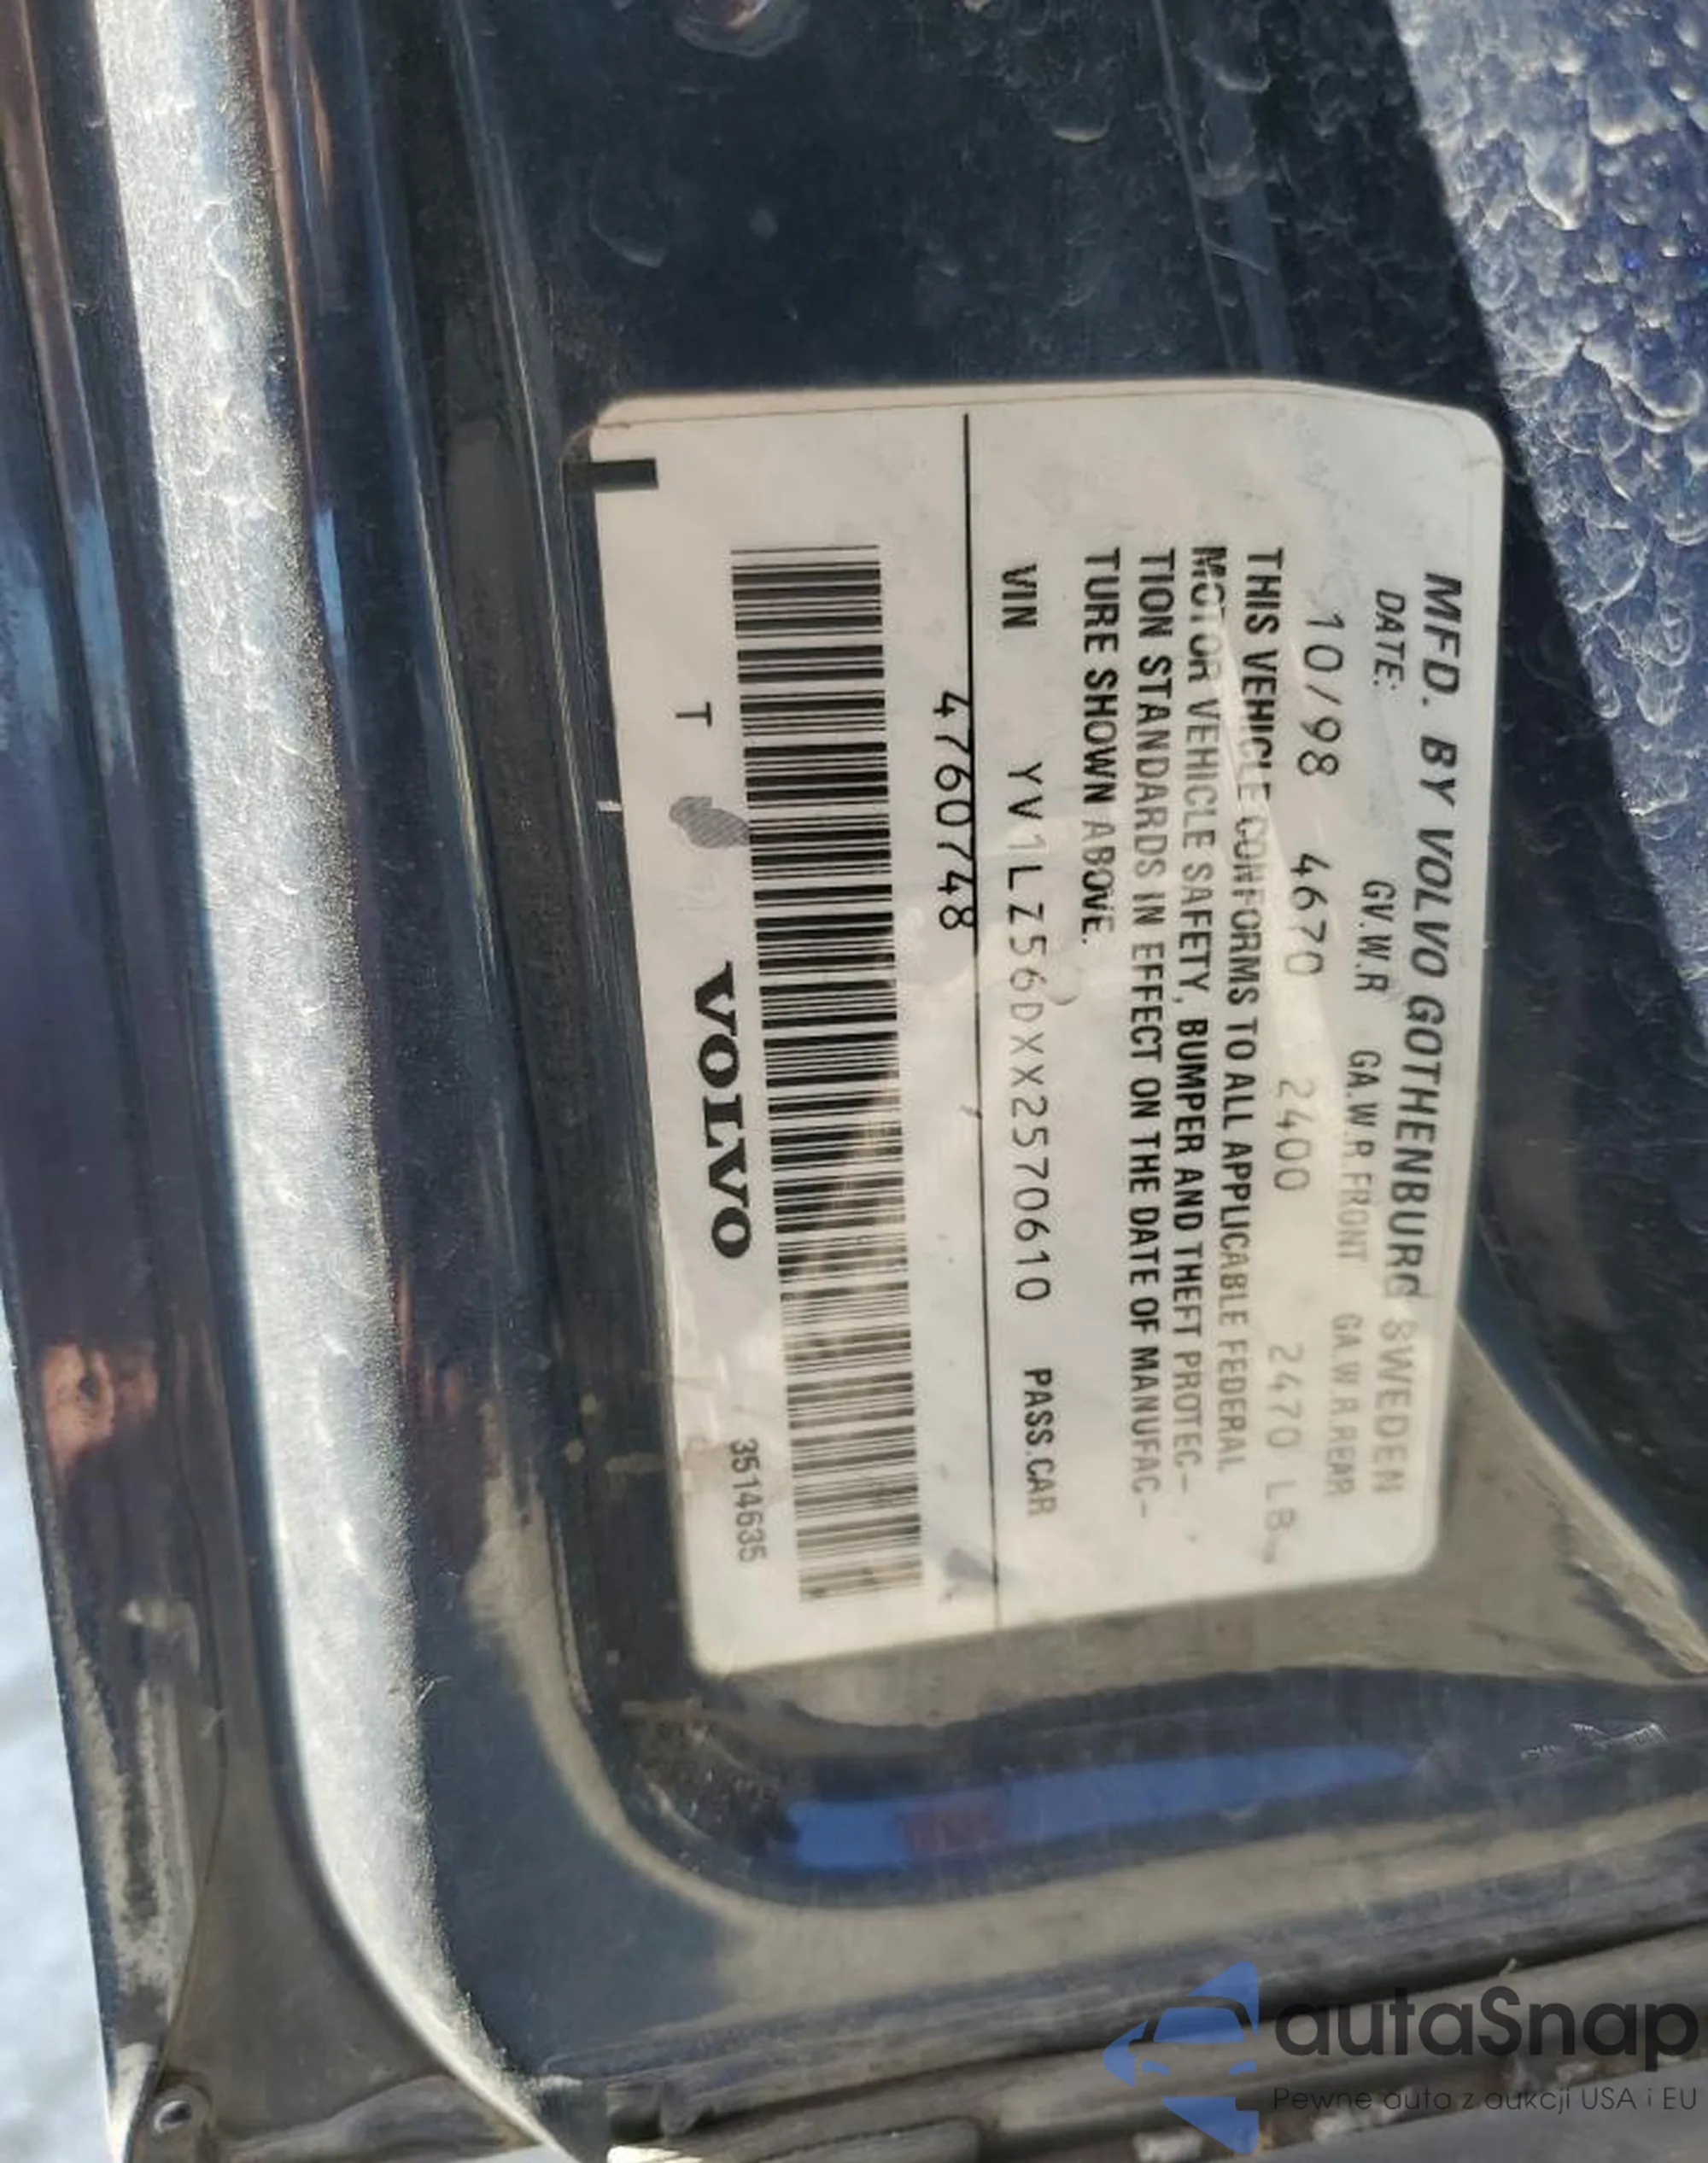 MFD. BY VOLVO GOTHENBURG SWEDEN
DATE: GV.W.R GA.W.R.FRONT GA.W.R.REAR
10/98 4670 2400 2470 LB.
THIS VEHICLE CONFORMS TO ALL APPLICABLE FEDERAL
MOTOR VEHICLE SAFETY, BUMPER AND THEFT PROTEC-
TION STANDARDS IN EFFECT ON THE DATE OF MANUFAC-
TURE SHOWN ABOVE.
VIN YV1LZ56DXX2570610 PASS.CAR
4760748
T VOLVO 3514635
autaSnap
Pewne auta z aukcji USA i EU